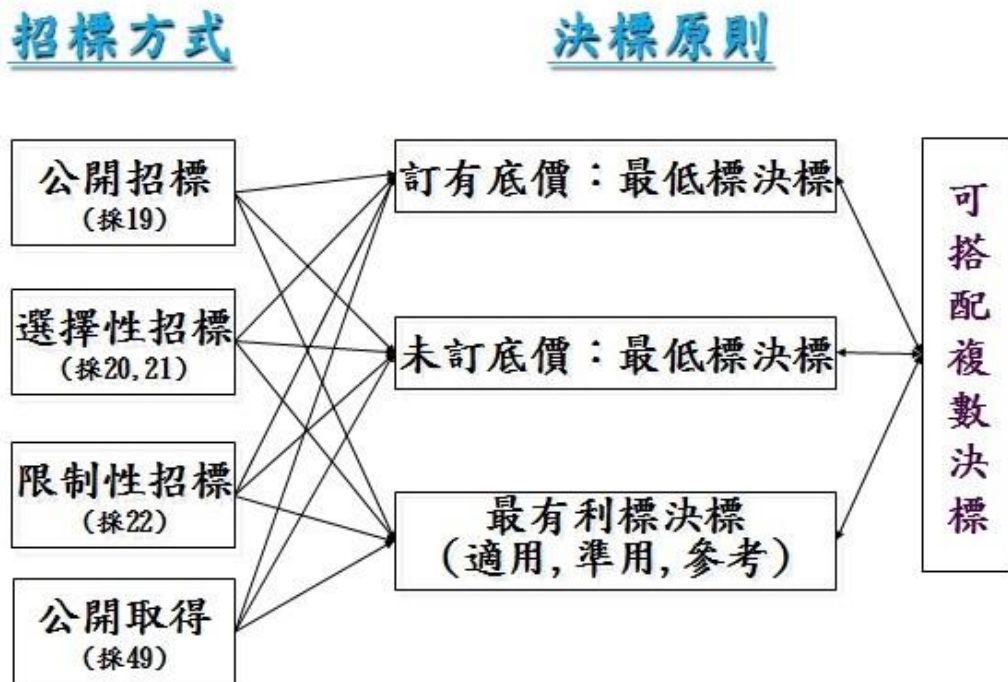 招標方式
決標原則
公開招標
(採19)
選擇性招標
(採20,21)
限制性招標
(採22)
公開取得
(採49)
訂有底價：最低標決標
未訂底價：最低標決標
最有利標決標
(適用,準用,參考)
可搭配複數決標